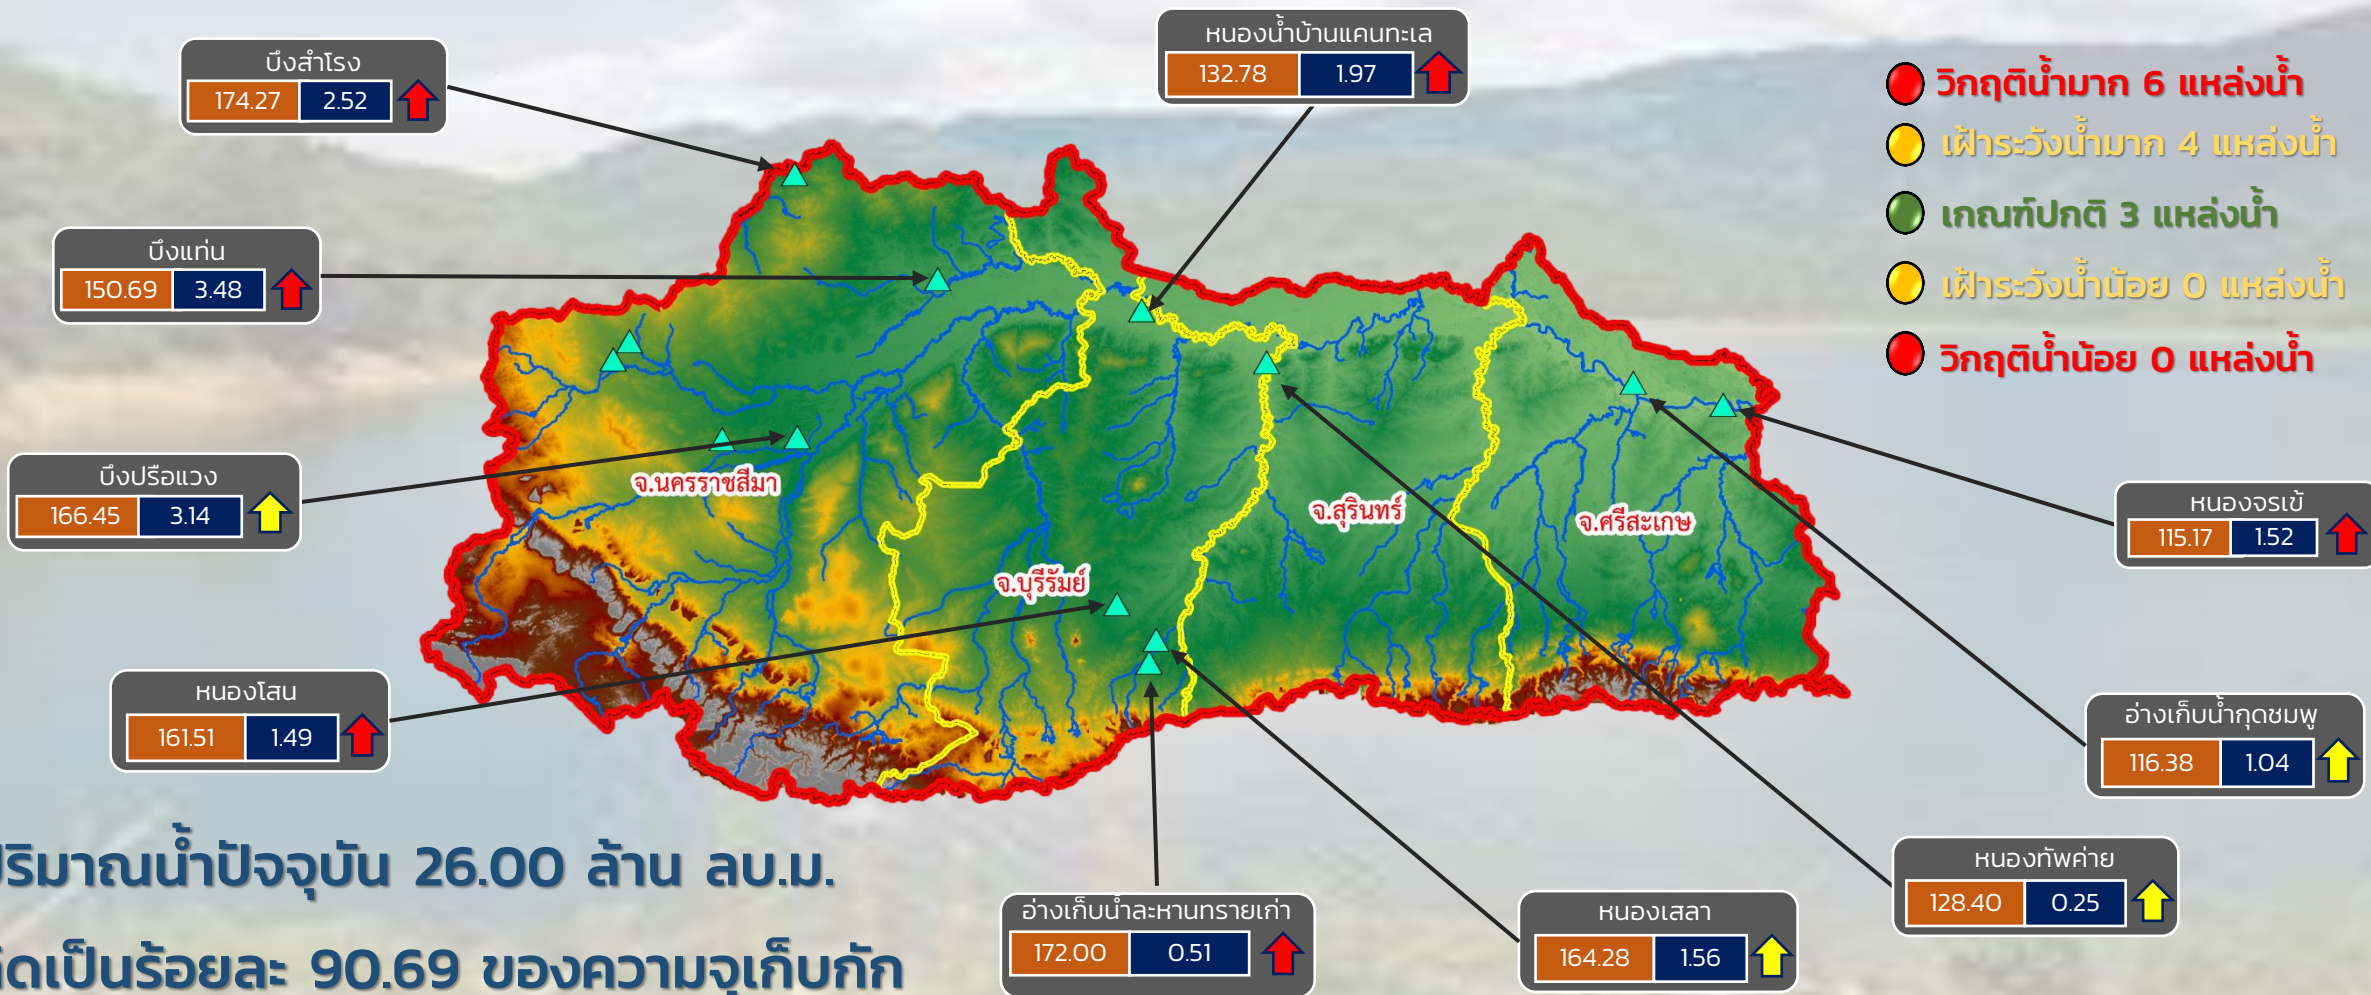 หนองน้ำบ้านแคนทะเล
132.78 1.97
บึงสำโรง
174.27 2.52
วิกฤติน้ำมาก 6 แหล่งน้ำ
เฝ้าระวังน้ำมาก 4 แหล่งน้ำ
เกณฑ์ปกติ 3 แหล่งน้ำ
เฝ้าระวังน้ำน้อย 0 แหล่งน้ำ
วิกฤติน้ำน้อย 0 แหล่งน้ำ
บึงแท่น
150.69 3.48
บึงปรือแวง
166.45 3.14
จ.นครราชสีมา
จ.บุรีรัมย์
จ.สุรินทร์
จ.ศรีสะเกษ
หนองจรเข้
115.17 1.52
หนองโสน
161.51 1.49
อ่างเก็บน้ำกุดชมพู
116.38 1.04
หนองทัพค่าย
128.40 0.25
หนองเสลา
164.28 1.56
อ่างเก็บน้ำละหานทรายเก่า
172.00 0.51
ปริมาณน้ำปัจจุบัน 26.00 ล้าน ลบ.ม.
คิดเป็นร้อยละ 90.69 ของความจุเก็บกัก